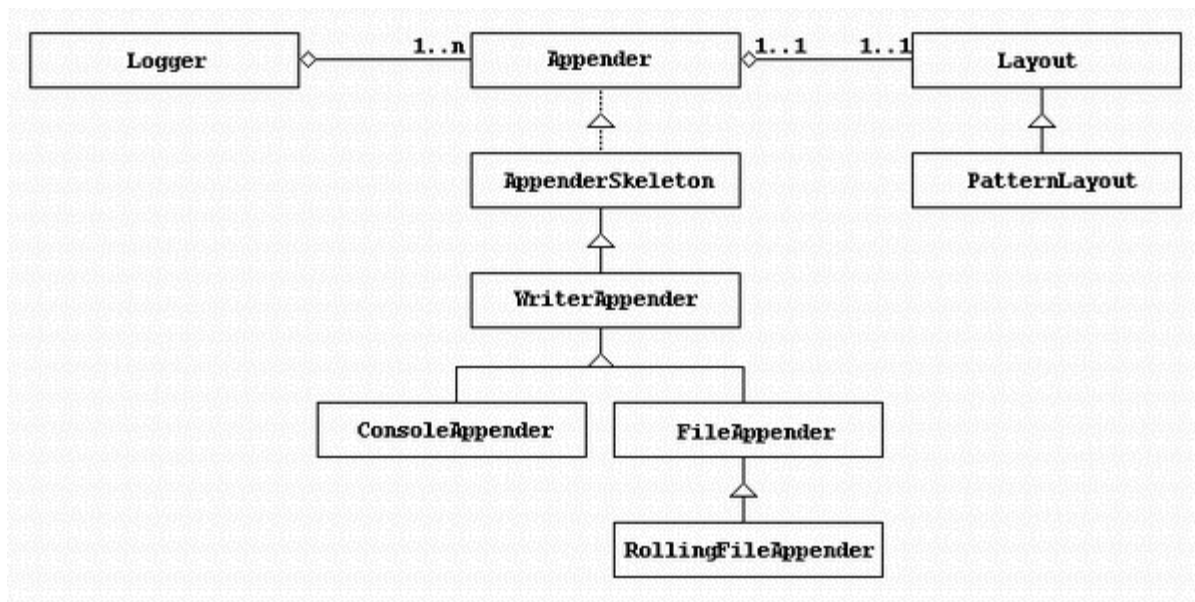 Logger 1..n Appender 1..1 1..1 Layout
AppenderSkeleton PatternLayout
WriterAppender
ConsoleAppender FileAppender
RollingFileAppender